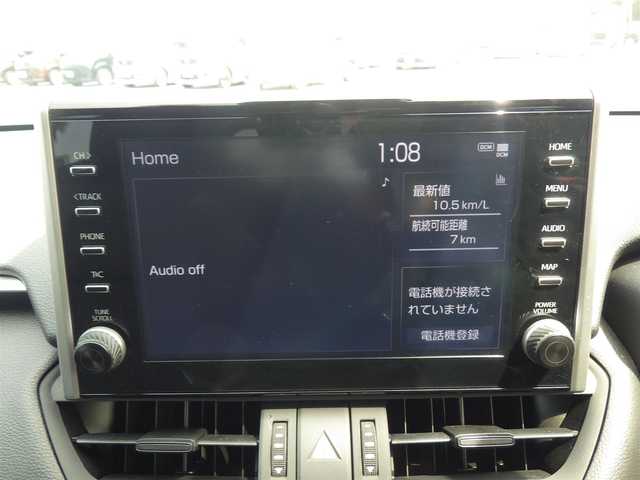 CH>
<TRACK
PHONE
T/C
TUNE
SCROLL
Home
1:08
DCM
DCM
Audio off
最新値
10.5 km/L
航続可能距離
7 km
電話機が接続さ
れていません
電話機登録
HOME
MENU
AUDIO
MAP
POWER
VOLUME